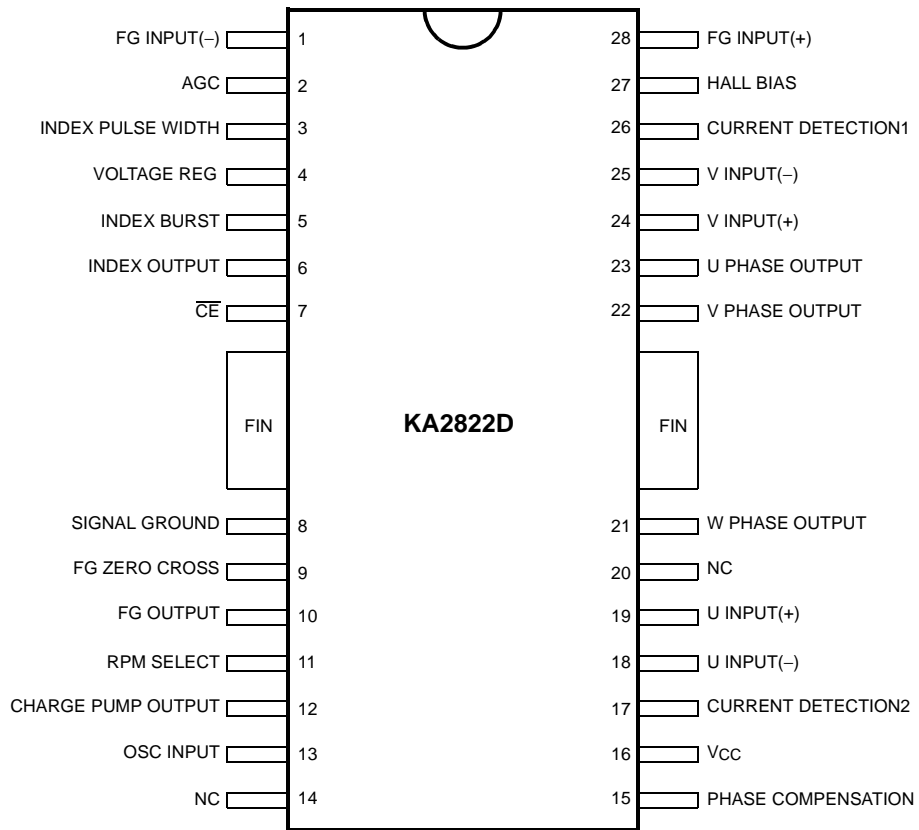 FG INPUT(−) 1 28 FG INPUT(+)
AGC 2 27 HALL BIAS
INDEX PULSE WIDTH 3 26 CURRENT DETECTION1
VOLTAGE REG 4 25 V INPUT(−)
INDEX BURST 5 24 V INPUT(+)
INDEX OUTPUT 6 23 U PHASE OUTPUT
CE 7 22 V PHASE OUTPUT
FIN KA2822D FIN
SIGNAL GROUND 8 21 W PHASE OUTPUT
FG ZERO CROSS 9 20 NC
FG OUTPUT 10 19 U INPUT(+)
RPM SELECT 11 18 U INPUT(−)
CHARGE PUMP OUTPUT 12 17 CURRENT DETECTION2
OSC INPUT 13 16 VCC
NC 14 15 PHASE COMPENSATION